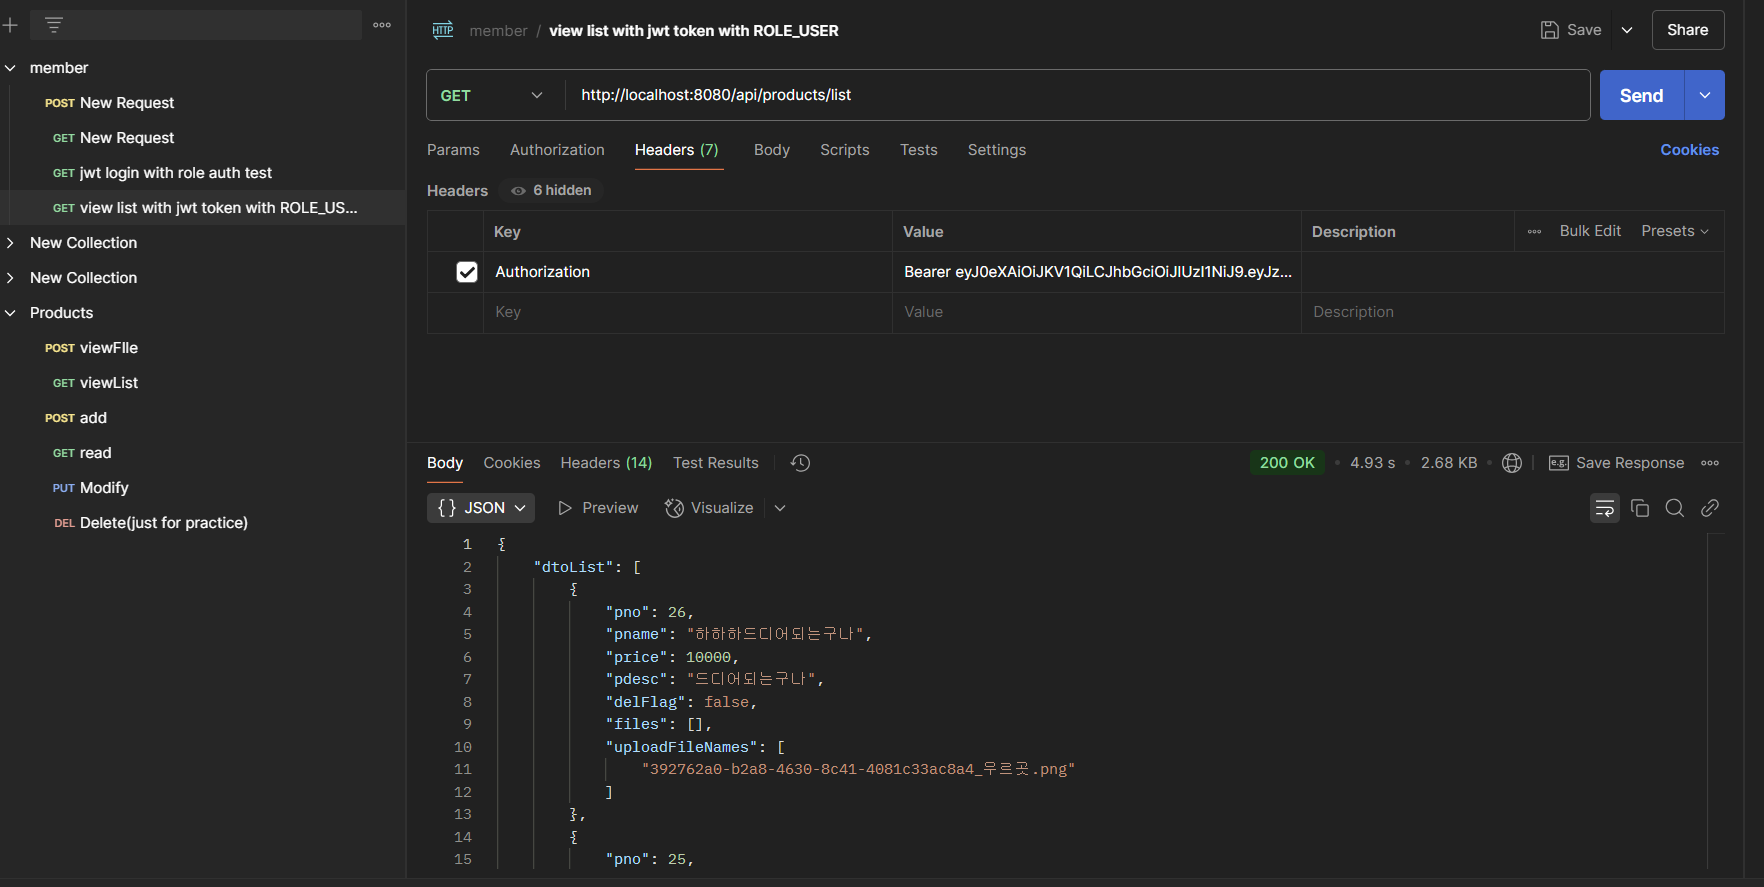 member / view list with jwt token with ROLE_USER
Save
Share
member
POST New Request
GET New Request
GET jwt login with role auth test
GET view list with jwt token with ROLE_US...
New Collection
New Collection
Products
POST viewFIle
GET viewList
POST add
GET read
PUT Modify
DEL Delete(just for practice)
GET http://localhost:8080/api/products/list
Send
Params Authorization Headers (7) Body Scripts Tests Settings
Cookies
Headers 6 hidden
Key Value Description Bulk Edit Presets
Authorization Bearer eyJ0eXAiOiJKV1QiLCJhbGciOiJIUzI1NiJ9.eyJz...
Key Value Description
Body Cookies Headers (14) Test Results
200 OK • 4.93 s • 2.68 KB • Save Response
{ } JSON Preview Visualize
1 {
2 "dtoList": [
3 {
4 "pno": 26,
5 "pname": "하하하드디어되는구나",
6 "price": 10000,
7 "pdesc": "드디어되는구나",
8 "delFlag": false,
9 "files": [],
10 "uploadFileNames": [
11 "392762a0-b2a8-4630-8c41-4081c33ac8a4_우르곳.png"
12 ]
13 },
14 {
15 "pno": 25,